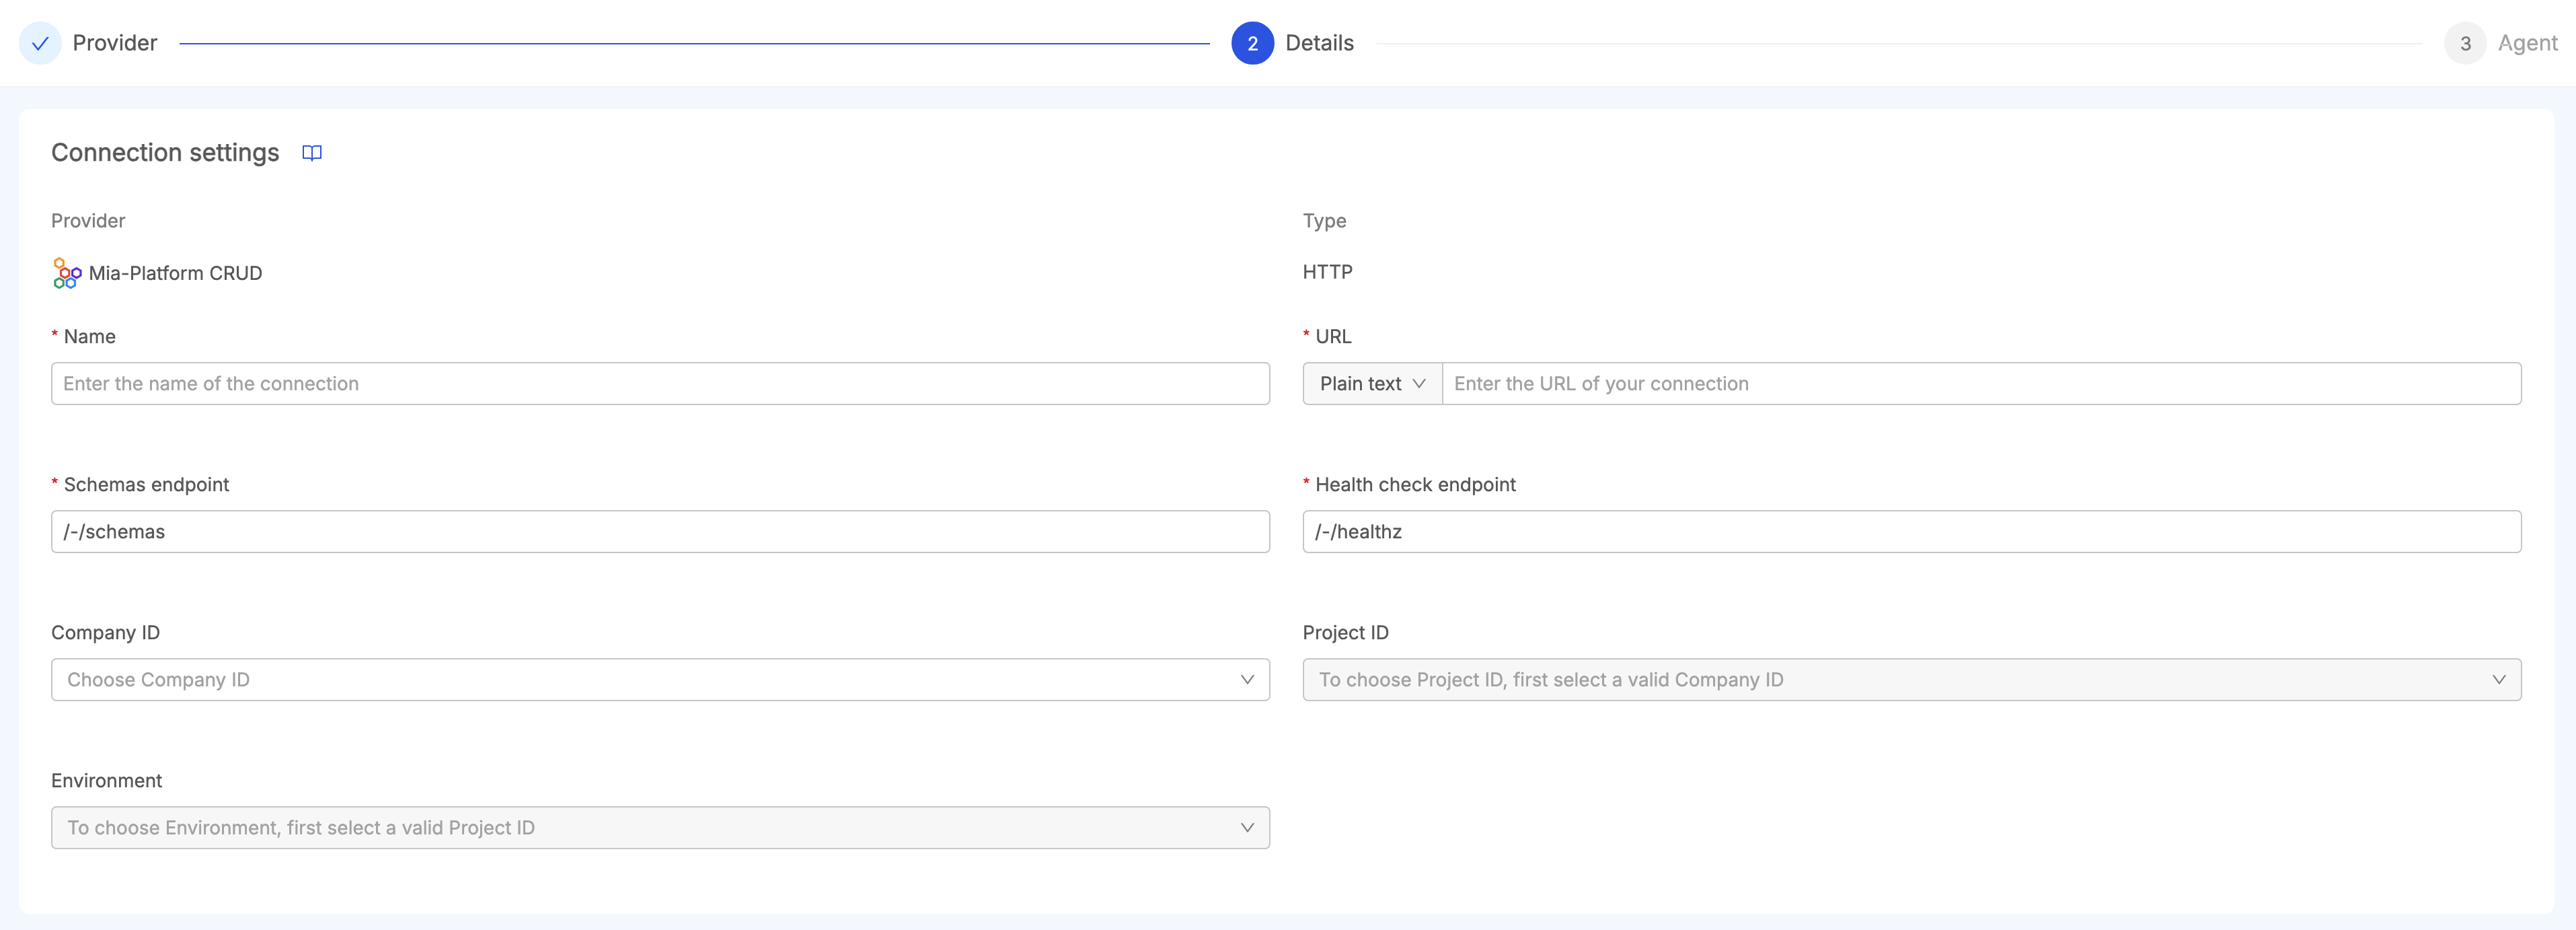 Provider
2 Details
3 Agent
Connection settings
Provider
Type
Mia-Platform CRUD
HTTP
* Name
* URL
Enter the name of the connection
Plain text
Enter the URL of your connection
* Schemas endpoint
* Health check endpoint
/-/schemas
/-/healthz
Company ID
Project ID
Choose Company ID
To choose Project ID, first select a valid Company ID
Environment
To choose Environment, first select a valid Project ID